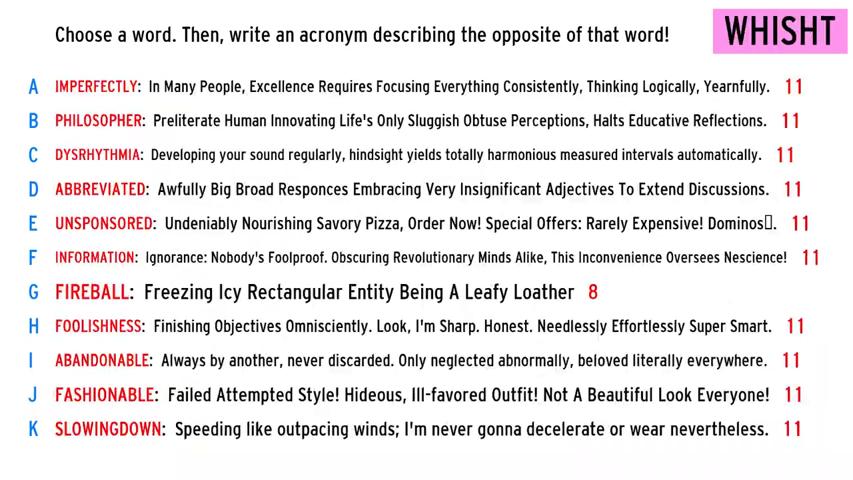 Choose a word. Then, write an acronym describing the opposite of that word!
WHISHT
A IMPERFECTLY: In Many People, Excellence Requires Focusing Everything Consistently, Thinking Logically, Yearnfully. 11
B PHILOSOPHER: Preliterate Human Innovating Life's Only Sluggish Obtuse Perceptions, Halts Educative Reflections. 11
C DYSRHYTHMIA: Developing your sound regularly, hindsight yields totally harmonious measured intervals automatically. 11
D ABBREVIATED: Awfully Big Broad Responces Embracing Very Insignificant Adjectives To Extend Discussions. 11
E UNSPONSORED: Undeniably Nourishing Savory Pizza, Order Now! Special Offers: Rarely Expensive! Dominos▯. 11
F INFORMATION: Ignorance: Nobody's Foolproof. Obscuring Revolutionary Minds Alike, This Inconvenience Oversees Nescience! 11
G FIREBALL: Freezing Icy Rectangular Entity Being A Leafy Loather 8
H FOOLISHNESS: Finishing Objectives Omnisciently. Look, I'm Sharp. Honest. Needlessly Effortlessly Super Smart. 11
I ABANDONABLE: Always by another, never discarded. Only neglected abnormally, beloved literally everywhere. 11
J FASHIONABLE: Failed Attempted Style! Hideous, Ill-favored Outfit! Not A Beautiful Look Everyone! 11
K SLOWINGDOWN: Speeding like outpacing winds; I'm never gonna decelerate or wear nevertheless. 11